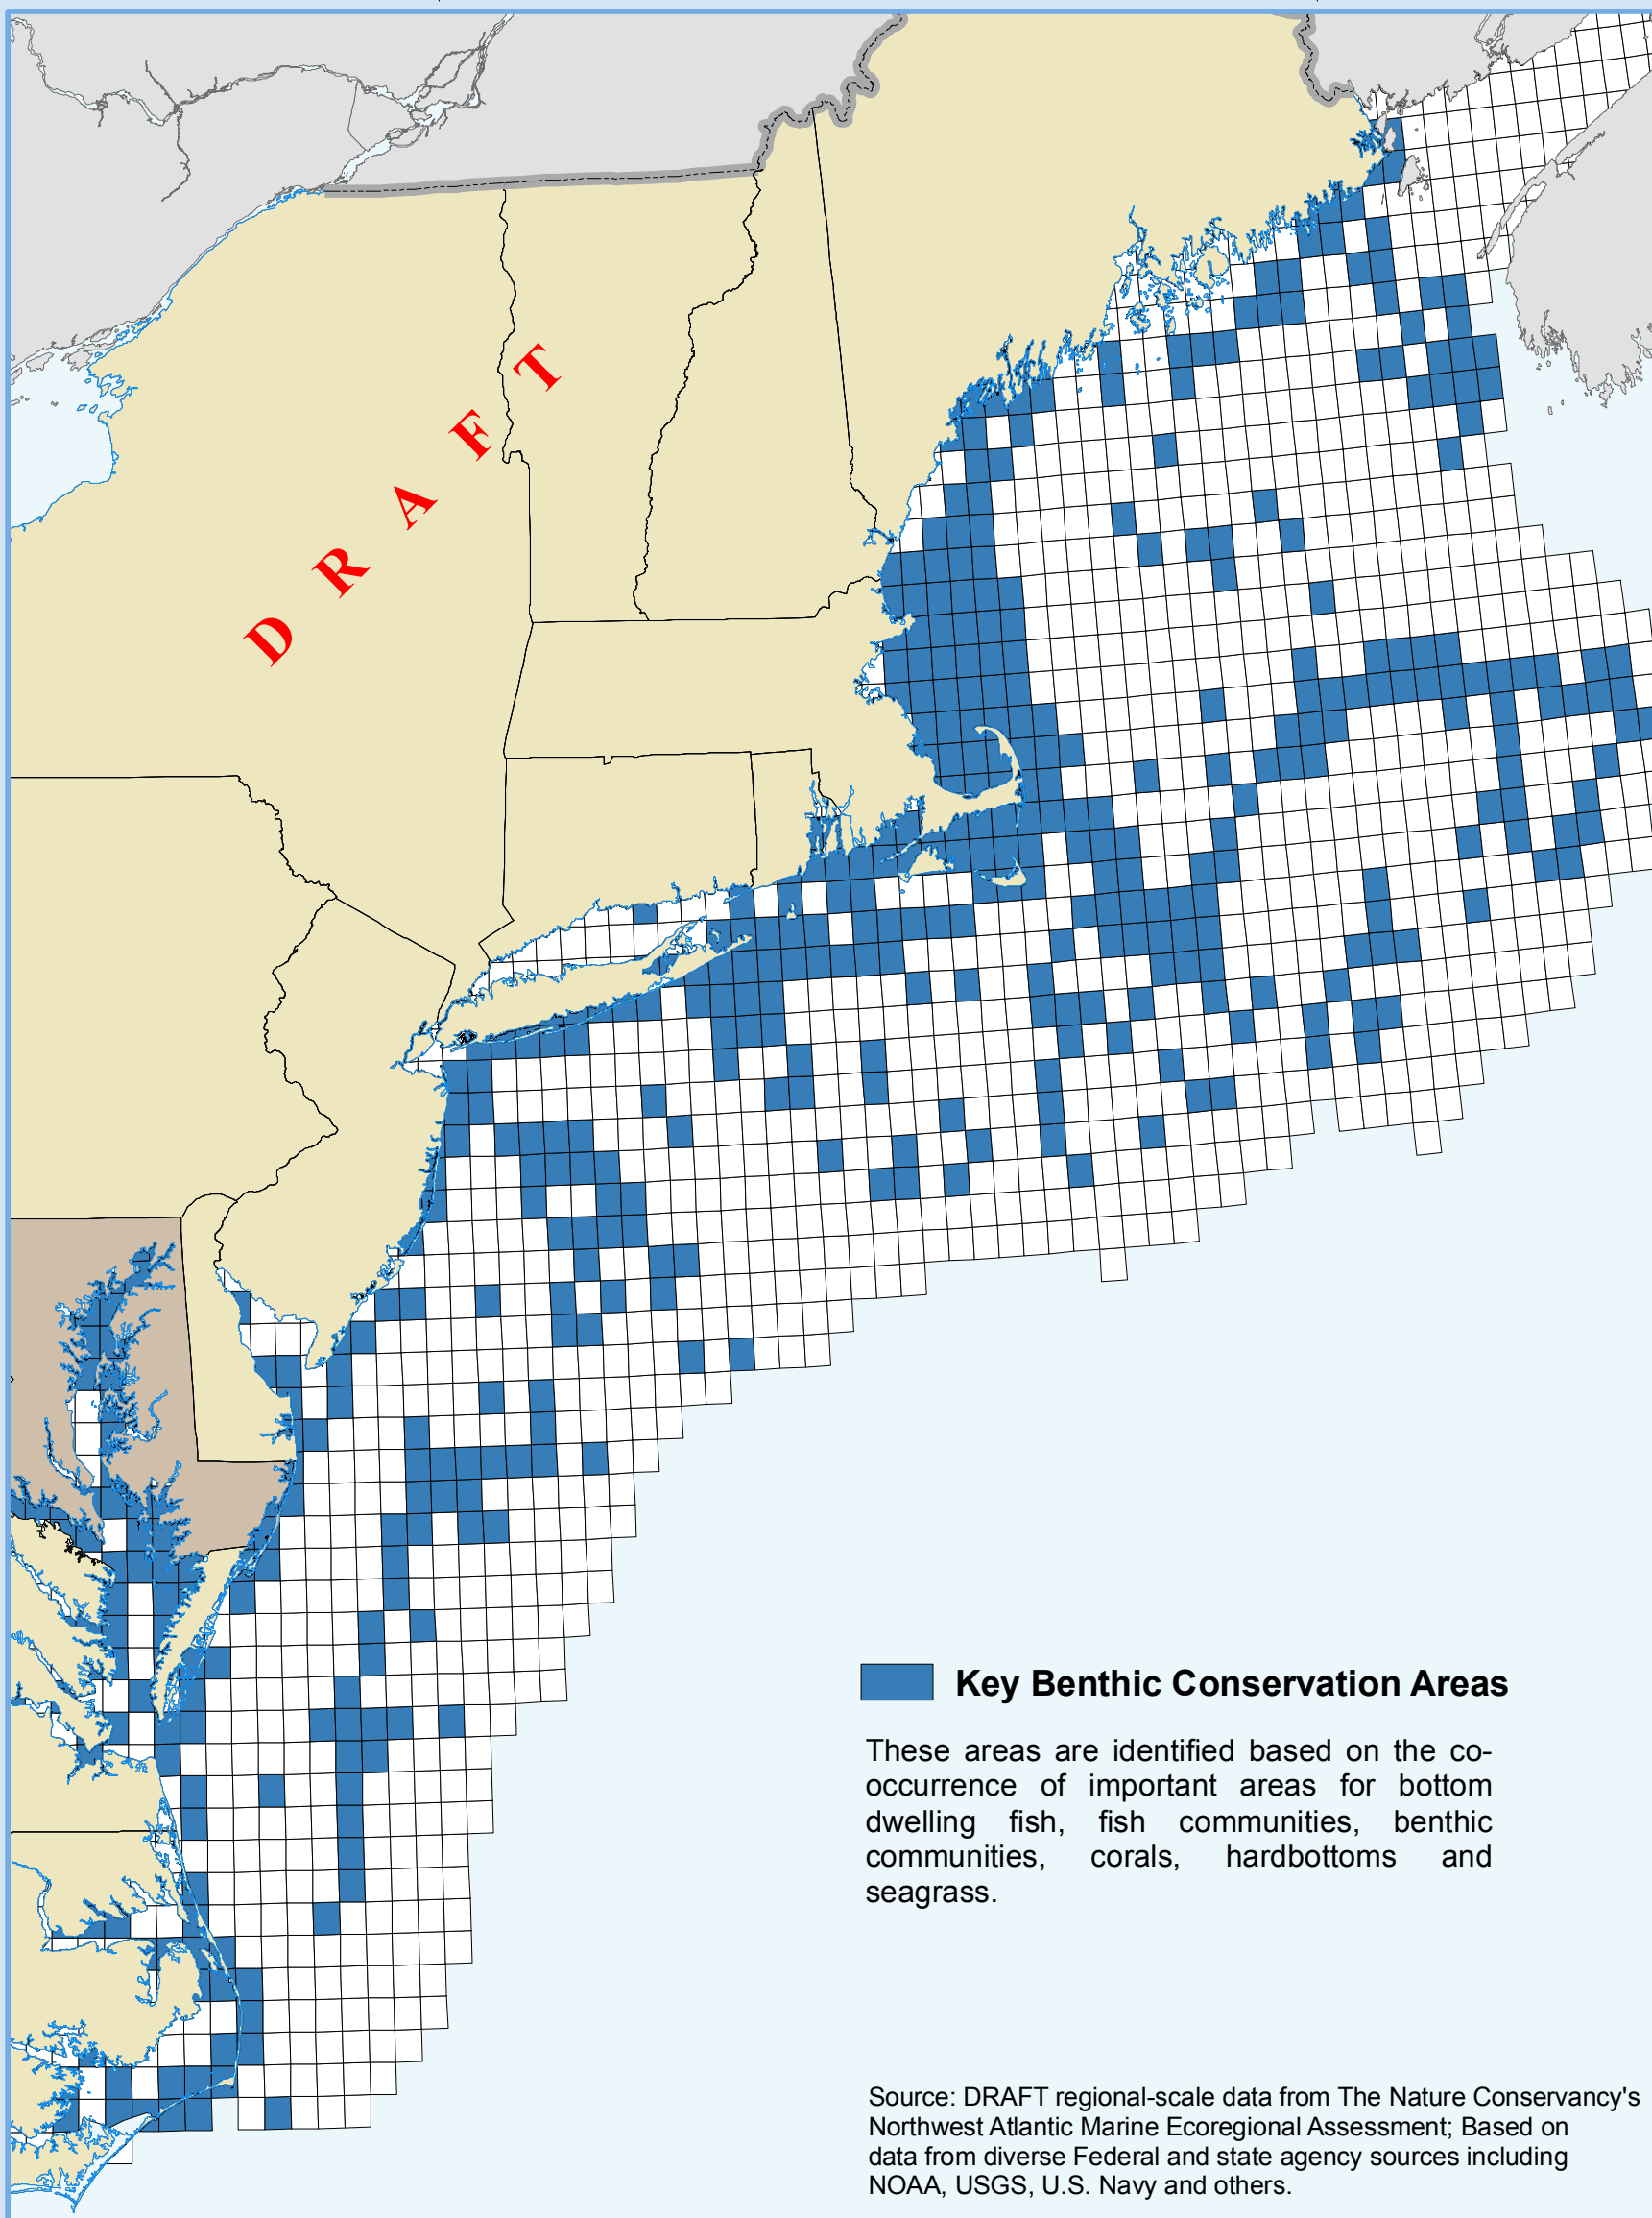 D R A F T
Key Benthic Conservation Areas
These areas are identified based on the co-
occurrence of important areas for bottom
dwelling fish, fish communities, benthic
communities, corals, hardbottoms and
seagrass.
Source: DRAFT regional-scale data from The Nature Conservancy's
Northwest Atlantic Marine Ecoregional Assessment; Based on
data from diverse Federal and state agency sources including
NOAA, USGS, U.S. Navy and others.